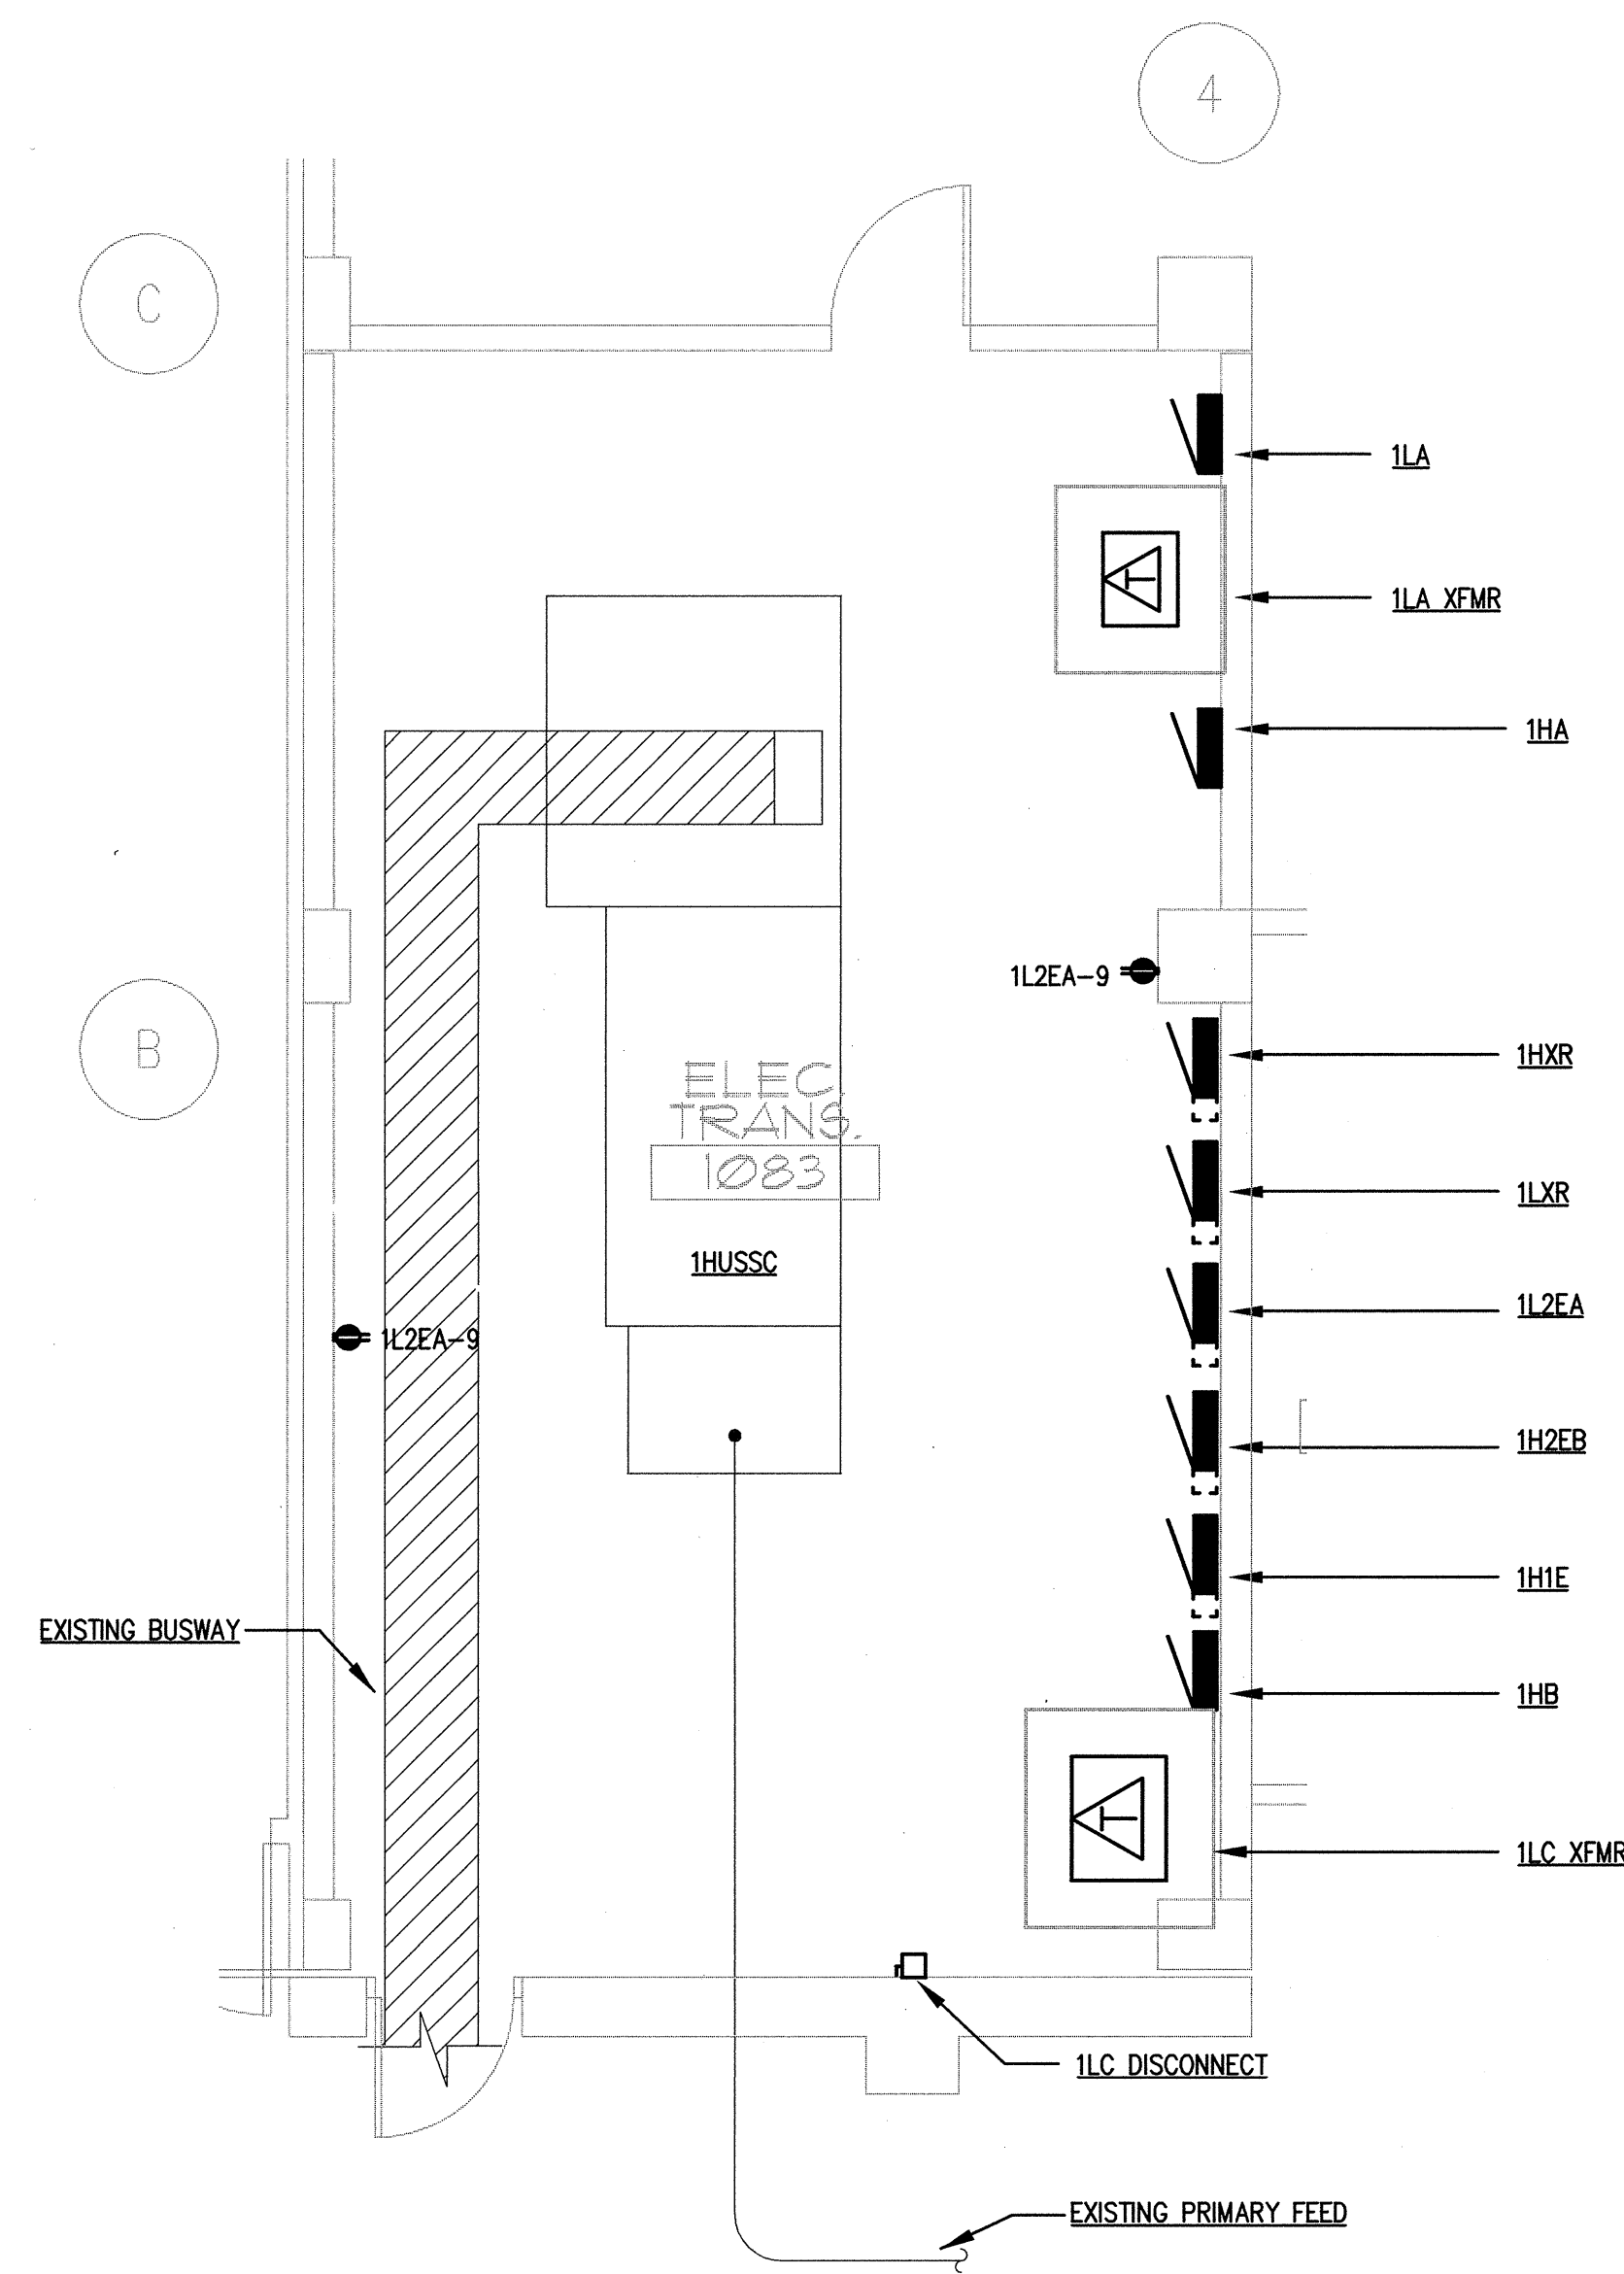 4
C
1LA
1LA XFMR
1HA
1L2EA-9
B
1HXR
ELEC.
TRANS.
1083
1LXR
1HUSSC
1L2EA
1L2EA-9
1H2EB
1H1E
EXISTING BUSWAY
1HB
T
T
1LC XFMR
1LC DISCONNECT
EXISTING PRIMARY FEED